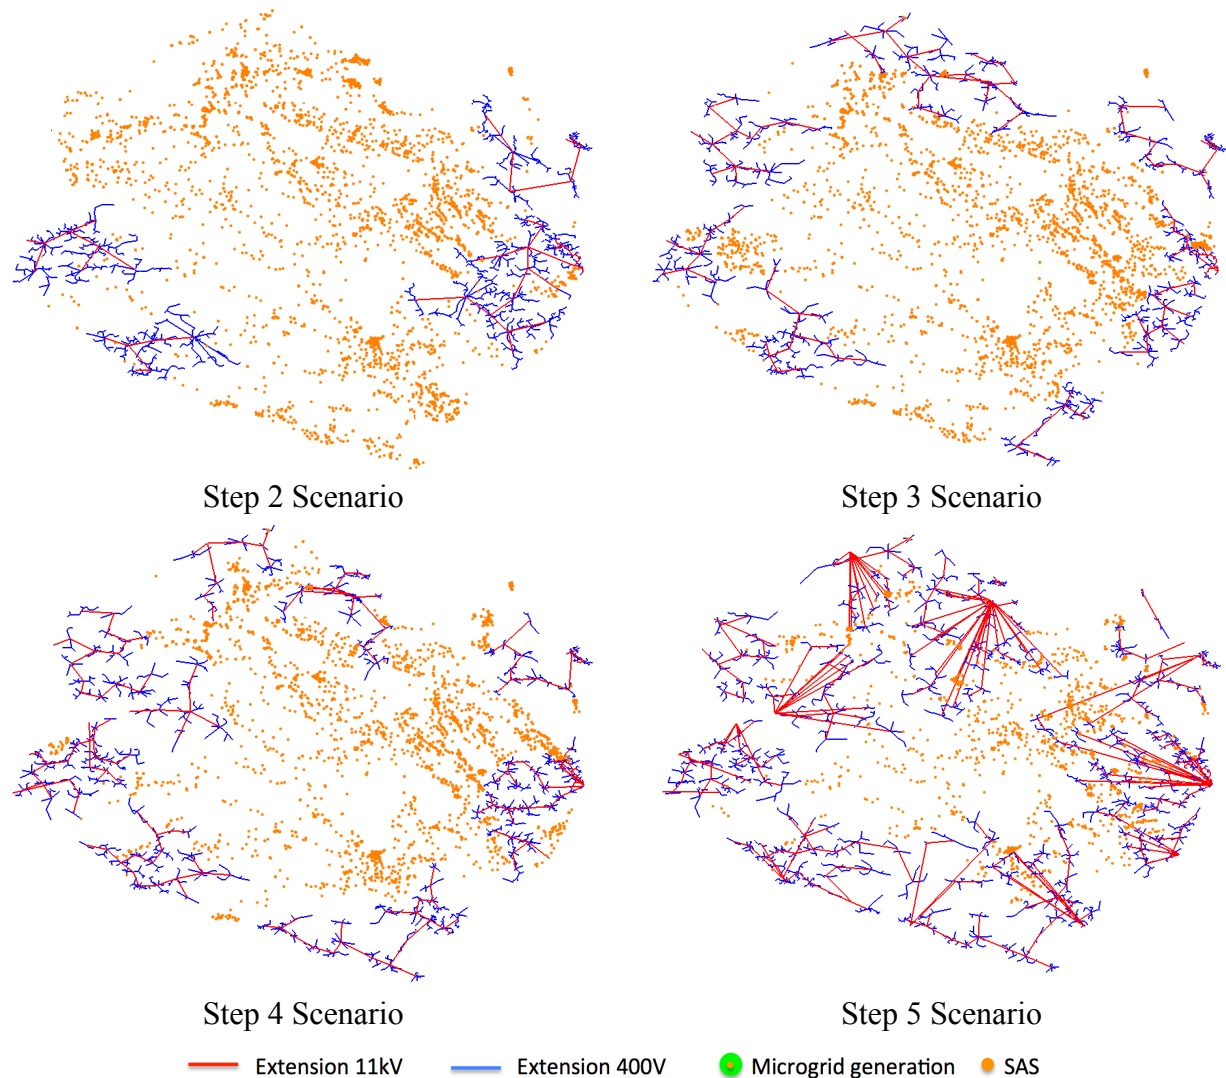 Step 2 Scenario
Step 3 Scenario
Step 4 Scenario
Step 5 Scenario
Extension 11kV Extension 400V Microgrid generation SAS